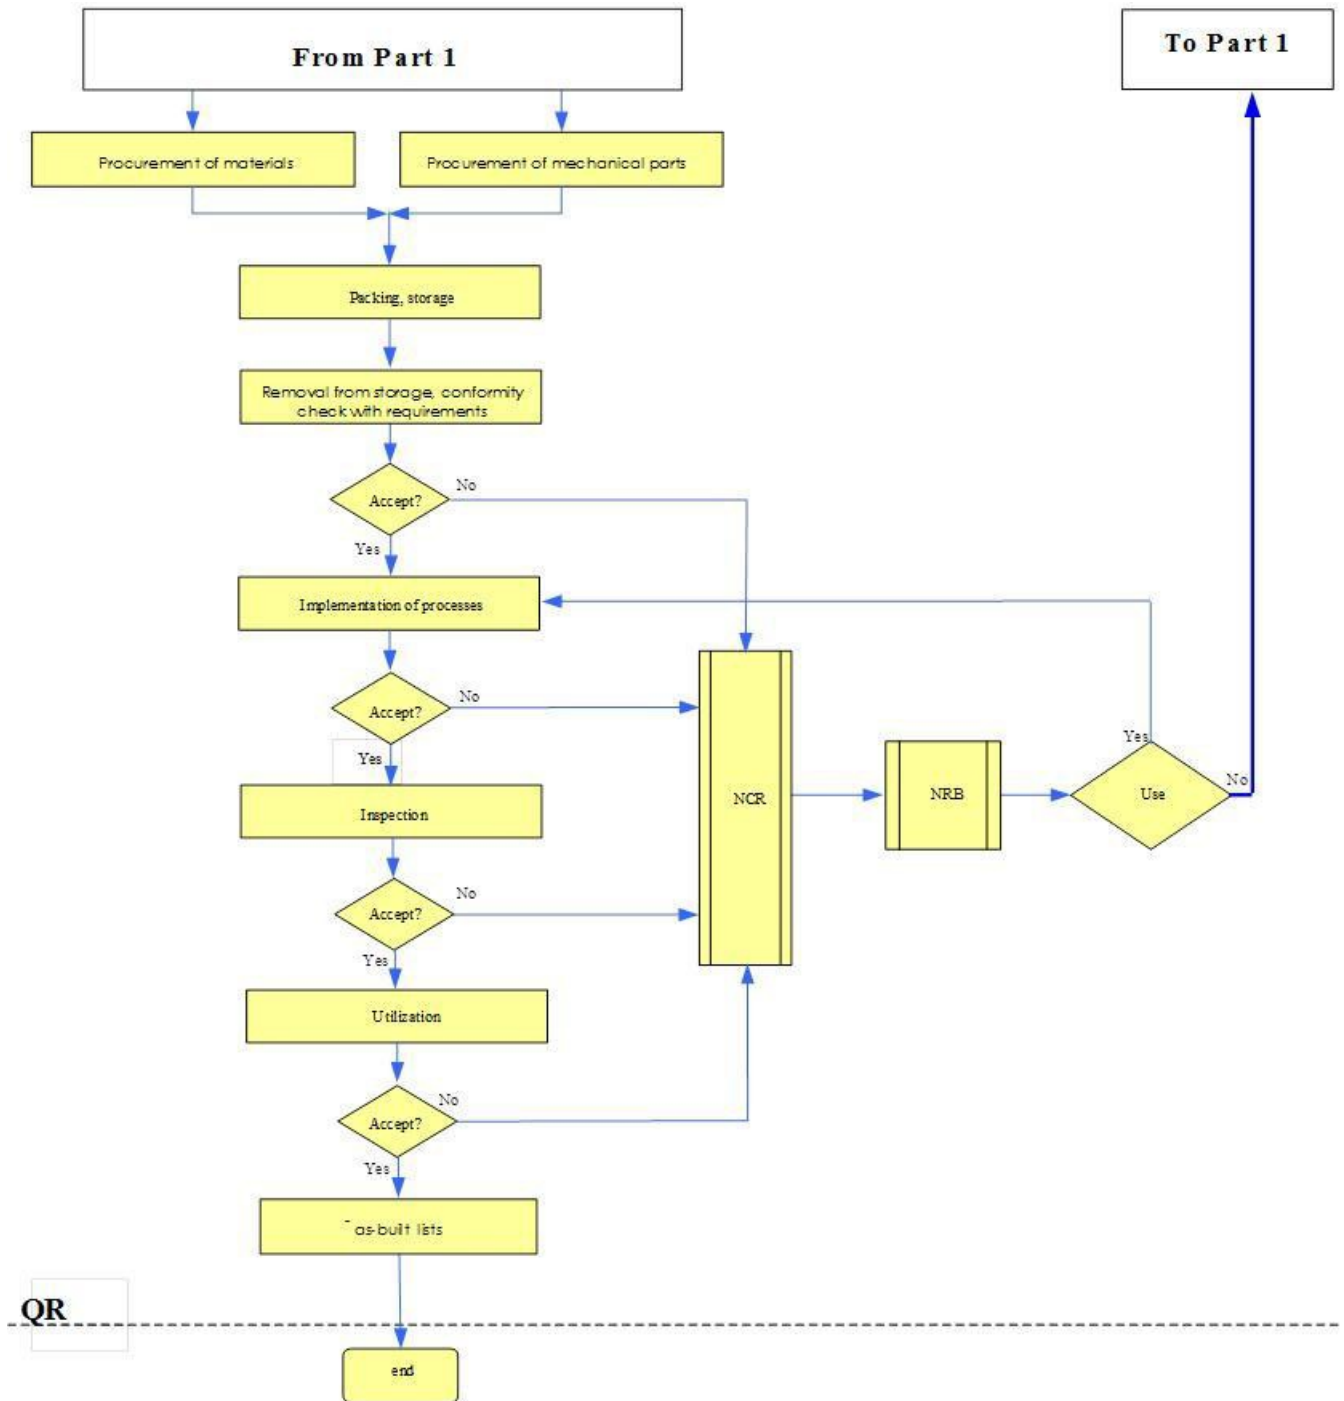 From Part 1
To Part 1
Procurement of materials
Procurement of mechanical parts
Packing, storage
Removal from storage, conformity
check with requirements
Accept?
No
Yes
Implementation of processes
Accept?
No
Yes
Inspection
NCR
NRB
Use
Yes
No
Accept?
No
Yes
Utilization
Accept?
No
Yes
- as-built lists
QR
end